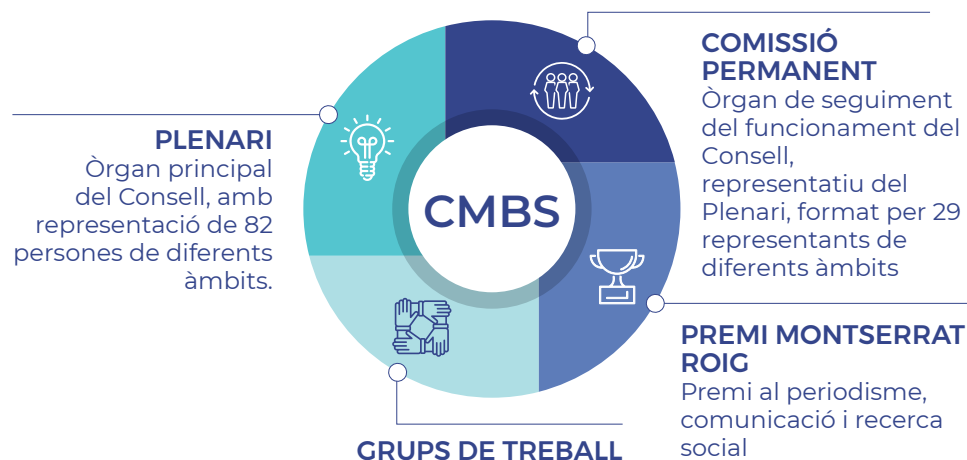 PLENARI
Òrgan principal
del Consell, amb
representació de 82
persones de diferents
àmbits.
CMBS
COMISSIÓ
PERMANENT
Òrgan de seguiment
del funcionament del
Consell,
representatiu del
Plenari, format per 29
representants de
diferents àmbits
PREMI MONTSERRAT
ROIG
Premi al periodisme,
comunicació i recerca
social
GRUPS DE TREBALL